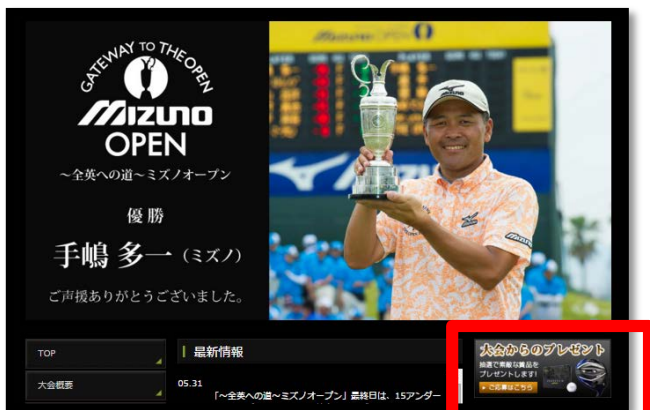 GATEWAY TO THE OPEN
MIZUNO
OPEN
～全英への道～ミズノオープン
優勝
手嶋 多一 (ミズノ)
ご声援ありがとうございました。
TOP
大会概要
最新情報
05.31
「～全英への道～ミズノオープン」最終日は、15アンダー
大会からのプレゼント
抽選で素敵な賞品を
プレゼントします!
ご応募はこちら